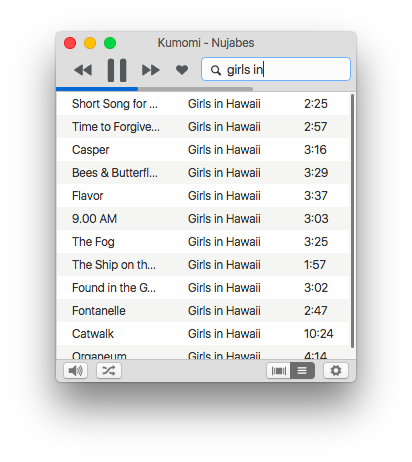 Kumomi - Nujabes
girls in
Short Song for ... Girls in Hawaii 2:25
Time to Forgive... Girls in Hawaii 2:57
Casper Girls in Hawaii 3:16
Bees & Butterfl... Girls in Hawaii 3:29
Flavor Girls in Hawaii 3:37
9.00 AM Girls in Hawaii 3:03
The Fog Girls in Hawaii 3:25
The Ship on th... Girls in Hawaii 1:57
Found in the G... Girls in Hawaii 3:02
Fontanelle Girls in Hawaii 2:47
Catwalk Girls in Hawaii 10:24
Organeum Girls in Hawaii 4:14